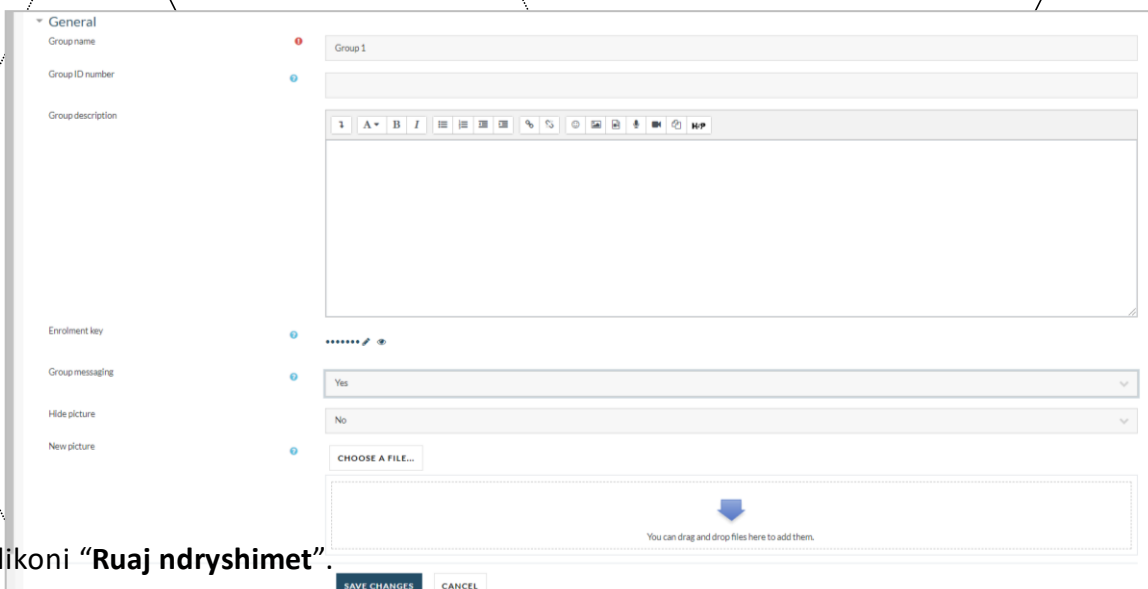 General
Group name
Group 1
Group ID number
Group description
A B I H-P
Enrolment key
•••••••
Group messaging
Yes
Hide picture
No
New picture
CHOOSE A FILE...
You can drag and drop files here to add them.
likoni “Ruaj ndryshimet”.
SAVE CHANGES CANCEL